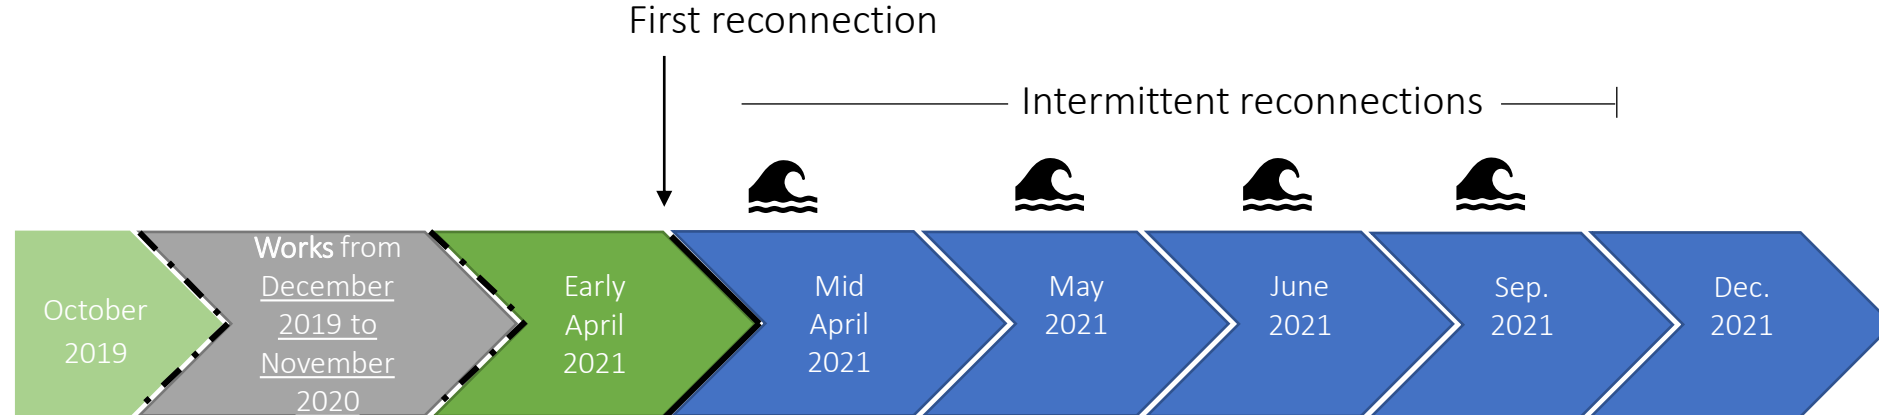 First reconnection
Intermittent reconnections
October
2019
Works from
December
2019 to
November
2020
Early
April
2021
Mid
April
2021
May
2021
June
2021
Sep.
2021
Dec.
2021